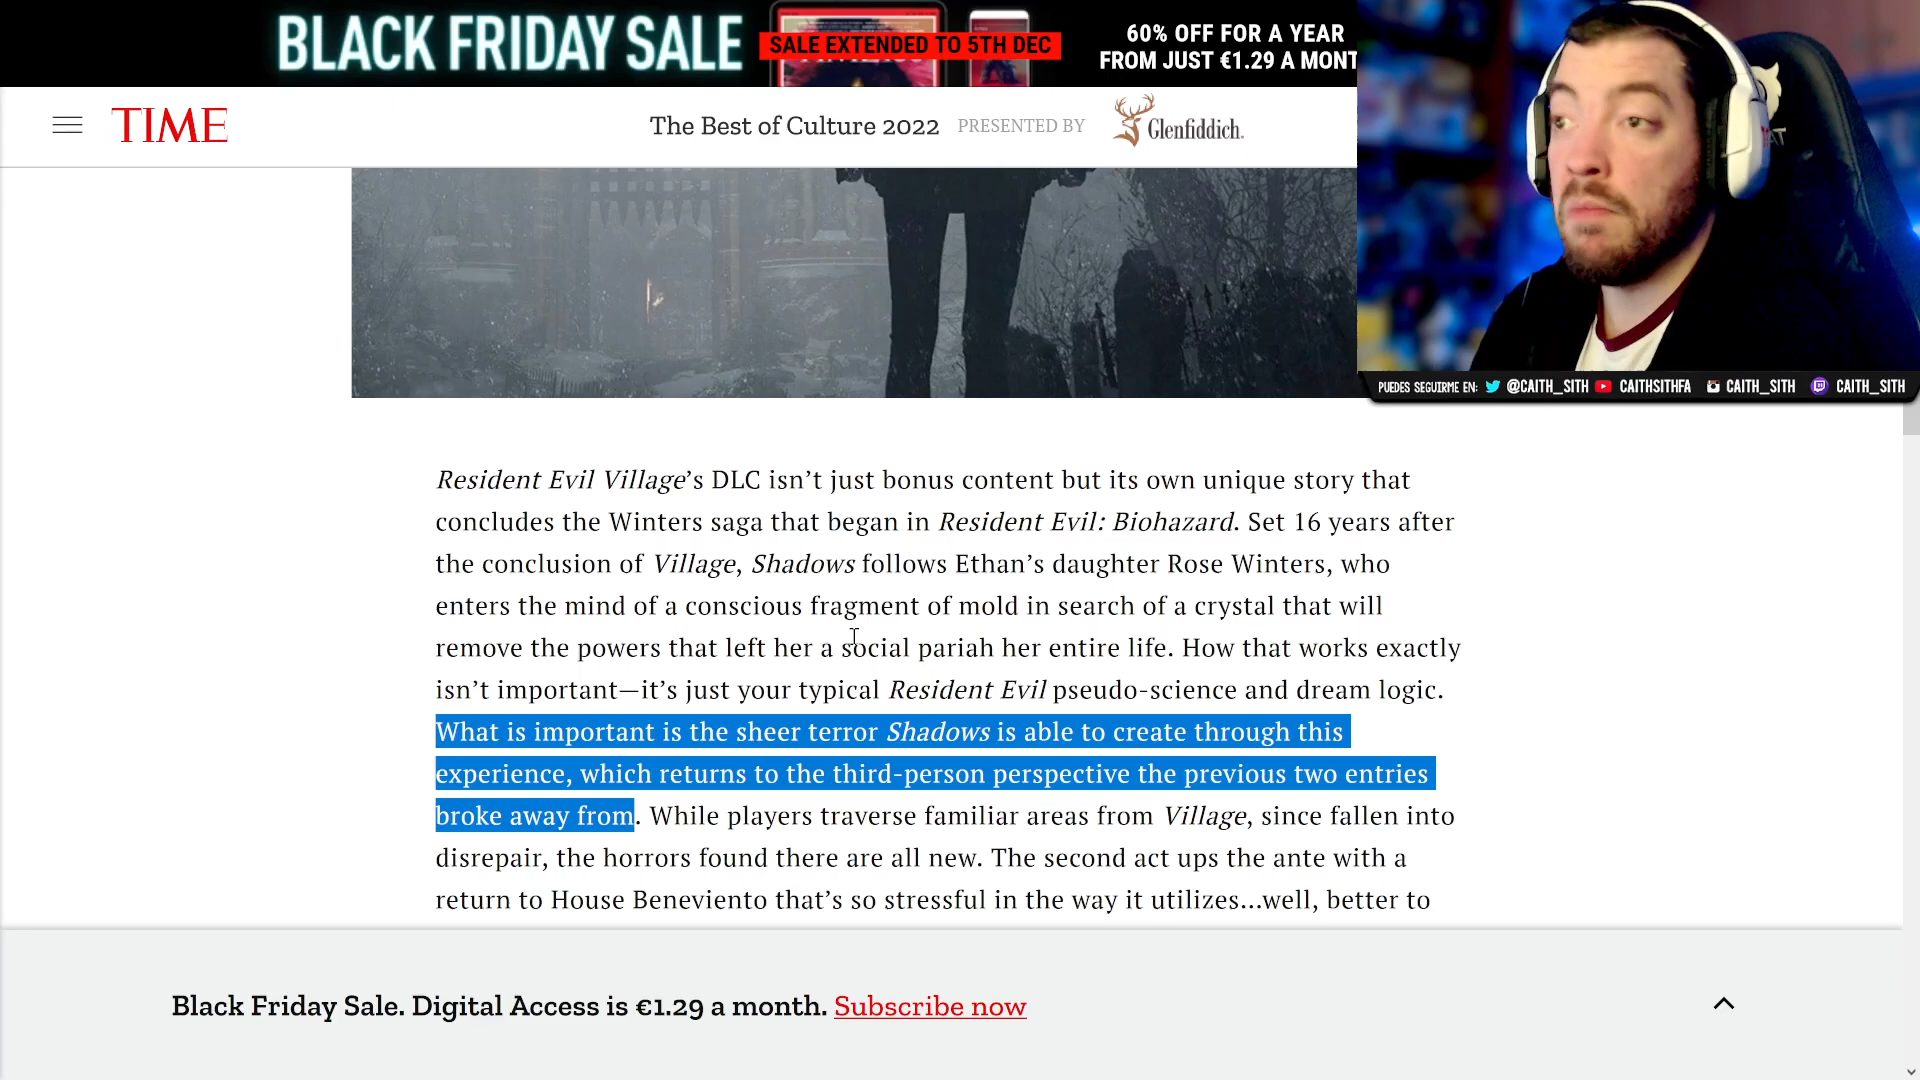 BLACK FRIDAY SALE
SALE EXTENDED TO 5TH DEC
60% OFF FOR A YEAR
FROM JUST €1.29 A MONT
TIME
The Best of Culture 2022 PRESENTED BY Glenfiddich.
PUEDES SEGUIRME EN: @CAITH_SITH CAITHSITHFA CAITH_SITH CAITH_SITH
Resident Evil Village’s DLC isn’t just bonus content but its own unique story that
concludes the Winters saga that began in Resident Evil: Biohazard. Set 16 years after
the conclusion of Village, Shadows follows Ethan’s daughter Rose Winters, who
enters the mind of a conscious fragment of mold in search of a crystal that will
remove the powers that left her a social pariah her entire life. How that works exactly
isn’t important—it’s just your typical Resident Evil pseudo-science and dream logic.
What is important is the sheer terror Shadows is able to create through this
experience, which returns to the third-person perspective the previous two entries
broke away from. While players traverse familiar areas from Village, since fallen into
disrepair, the horrors found there are all new. The second act ups the ante with a
return to House Beneviento that’s so stressful in the way it utilizes…well, better to
Black Friday Sale. Digital Access is €1.29 a month. Subscribe now